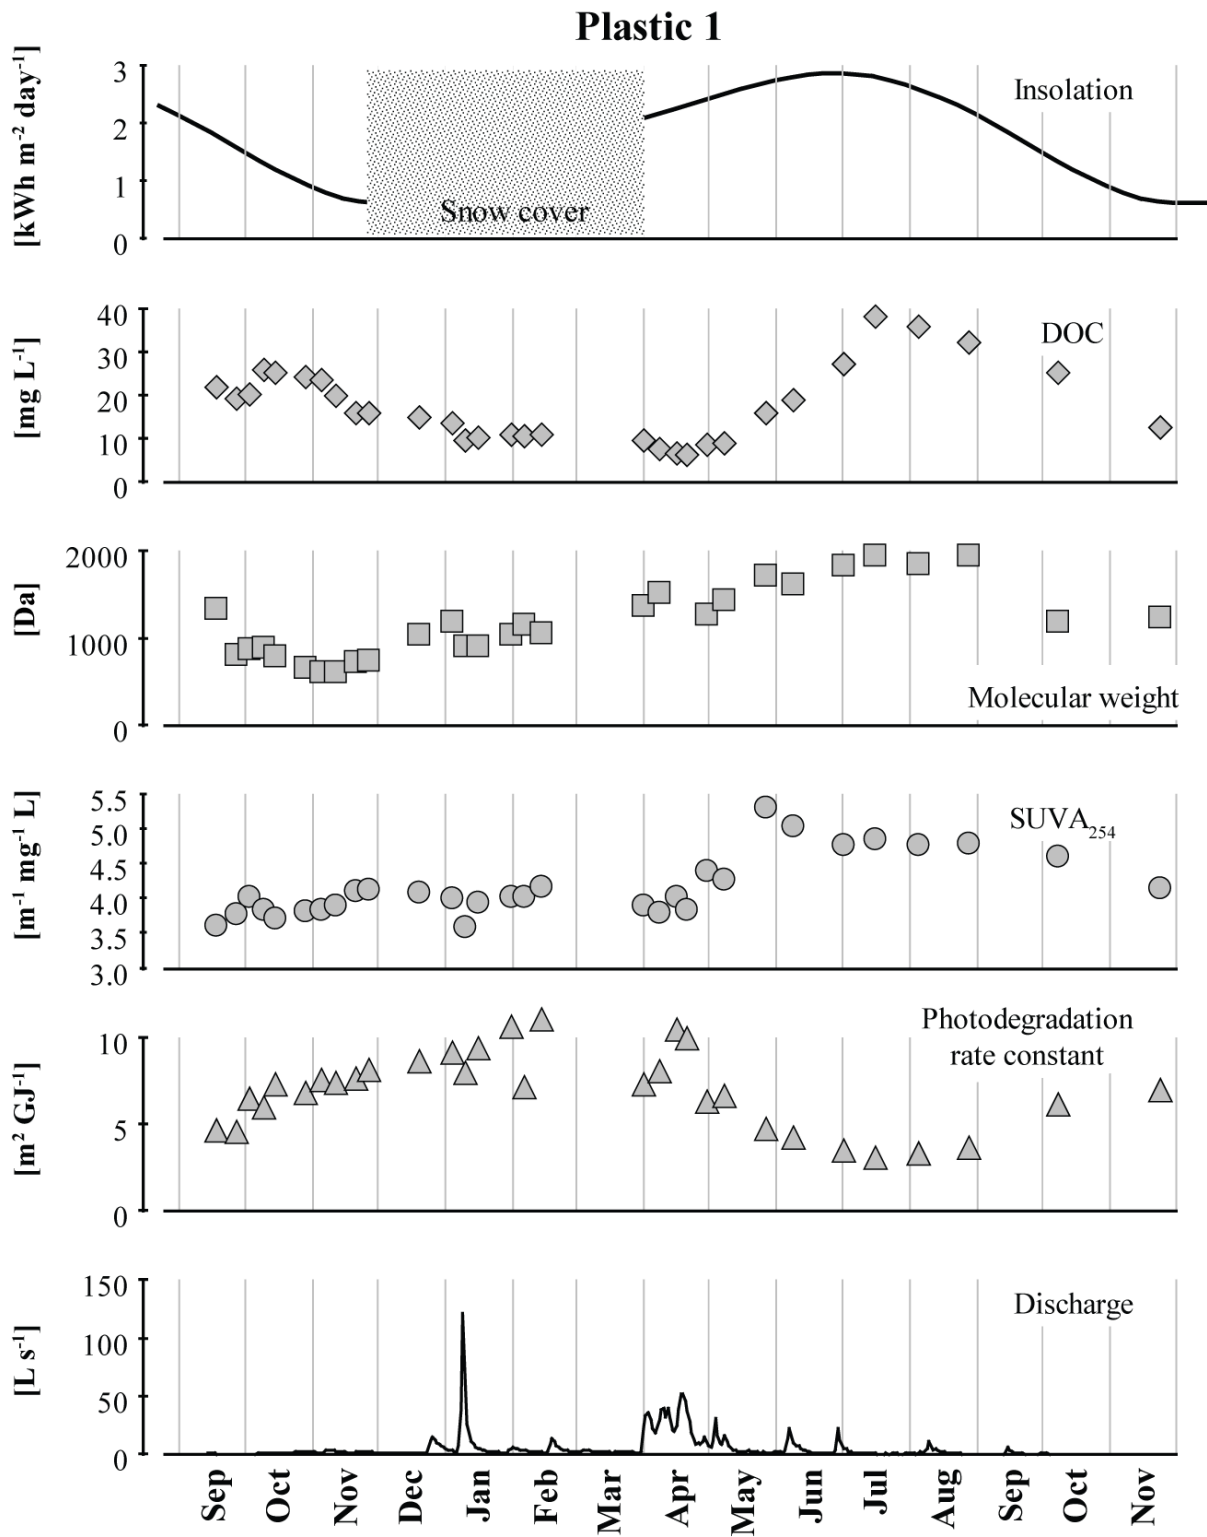 Plastic 1
[kWh m⁻² day⁻¹]
3
2
1
0
Insolation
Snow cover
[mg L⁻¹]
40
30
20
10
0
DOC
[Da]
2000
1000
0
Molecular weight
[m⁻¹ mg⁻¹ L]
5.5
5.0
4.5
4.0
3.5
3.0
SUVA₂₅₄
[m² GJ⁻¹]
10
5
0
Photodegradation
rate constant
[L s⁻¹]
150
100
50
0
Discharge
Sep Oct Nov Dec Jan Feb Mar Apr May Jun Jul Aug Sep Oct Nov